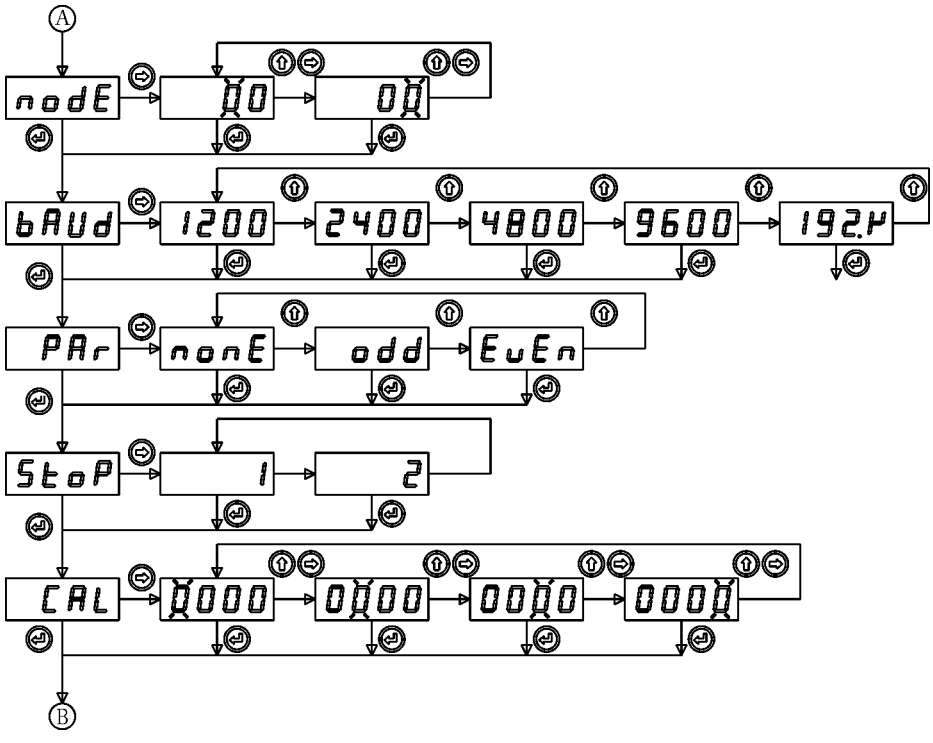 A
nodE 00 00
bAUd 1200 2400 4800 9600 192.K
PAr nonE odd EvEn
StoP 1 2
CAL 0000 0000 0000 0000
B